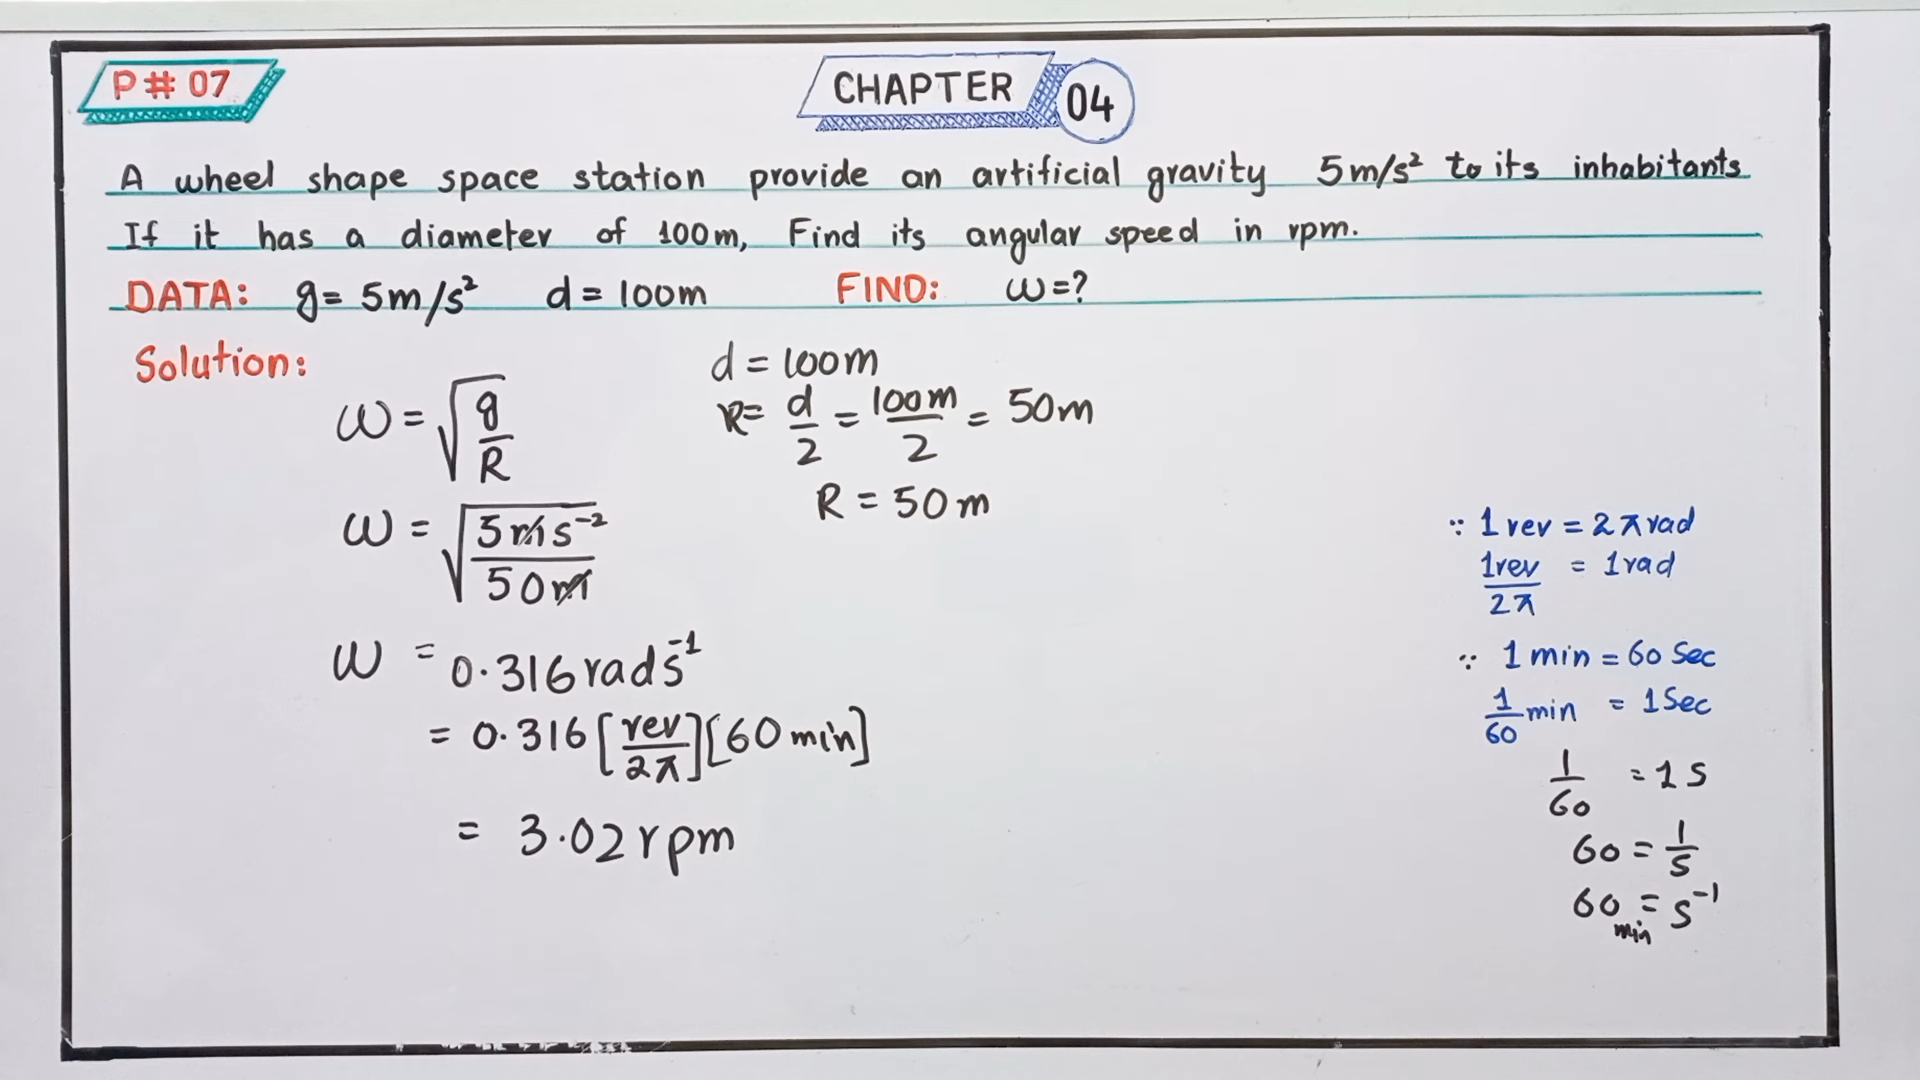 P # 07
CHAPTER 04
A wheel shape space station provide an artificial gravity 5m/s² to its inhabitants
If it has a diameter of 100m, Find its angular speed in rpm.
DATA: g= 5m/s² d = 100m FIND: ω=?
Solution:
ω = √(g/R)
ω = √(5ms⁻²/50m)
ω = 0.316 rad s⁻¹
= 0.316 [rev/2π][60 min]
= 3.02 rpm
d = 100m
R= d/2 = 100m/2 = 50m
R = 50m
∵ 1 rev = 2π rad
1rev/2π = 1rad
∵ 1 min = 60 Sec
1/60 min = 1Sec
1/60 = 1 S
60 = 1/S
60 min = S⁻¹